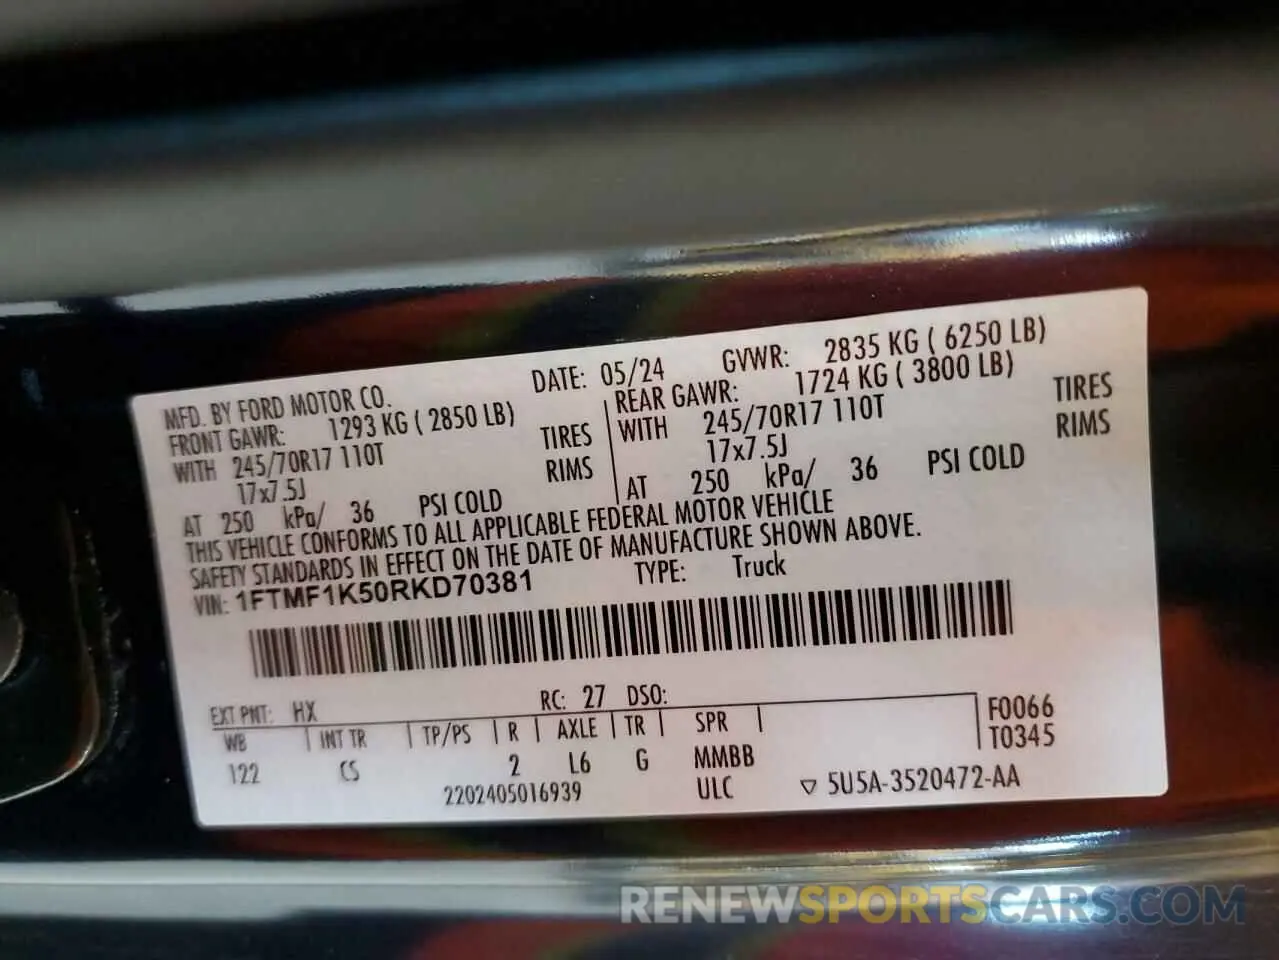 MFD. BY FORD MOTOR CO. DATE: 05/24 GVWR: 2835 KG ( 6250 LB)
FRONT GAWR: 1293 KG ( 2850 LB) REAR GAWR: 1724 KG ( 3800 LB)
WITH 245/70R17 110T TIRES WITH 245/70R17 110T TIRES
17x7.5J RIMS 17x7.5J RIMS
AT 250 kPa/ 36 PSI COLD AT 250 kPa/ 36 PSI COLD
THIS VEHICLE CONFORMS TO ALL APPLICABLE FEDERAL MOTOR VEHICLE
SAFETY STANDARDS IN EFFECT ON THE DATE OF MANUFACTURE SHOWN ABOVE.
VIN: 1FTMF1K50RKD70381 TYPE: Truck
EXT PNT: HX RC: 27 DSO:
WB INT TR TP/PS R AXLE TR SPR F0066
T0345
122 CS 2 L6 G MMBB
2202405016939 ULC ▽ 5U5A-3520472-AA
RENEWSPORTSCARS.COM